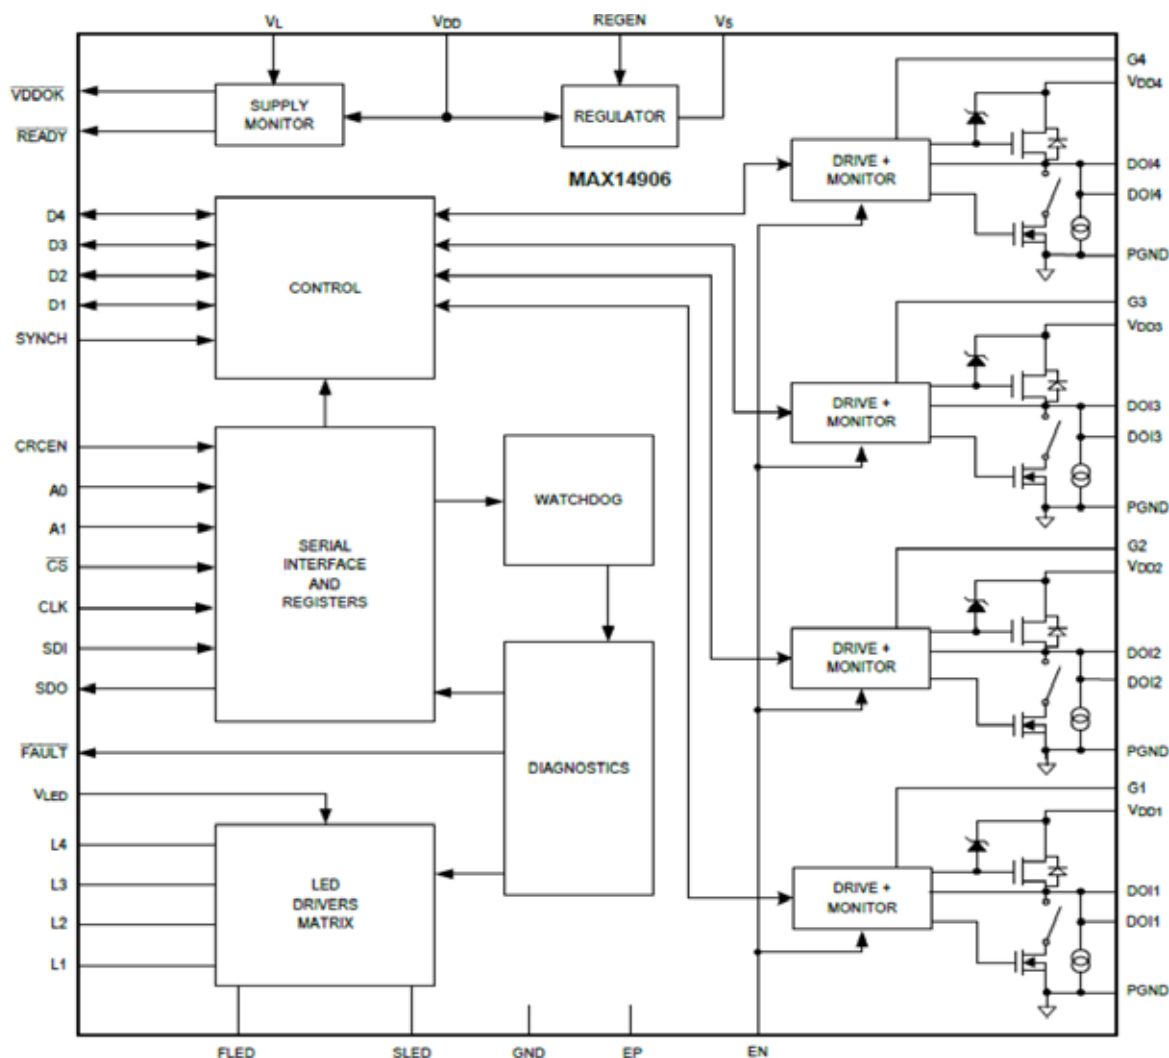 VL VDD REGEN VS
G4
VDD4
VDDOK
SUPPLY
MONITOR
REGULATOR
READY
MAX14906
DRIVE +
MONITOR
DOI4
DOI4
D4
D3
D2
D1
CONTROL
PGND
SYNCH
G3
VDD3
DRIVE +
MONITOR
DOI3
DOI3
CRCEN
A0
A1
CS
CLK
SDI
SDO
SERIAL
INTERFACE
AND
REGISTERS
WATCHDOG
PGND
G2
VDD2
DRIVE +
MONITOR
DOI2
DOI2
FAULT
DIAGNOSTICS
PGND
VLED
G1
VDD1
L4
L3
L2
L1
LED
DRIVERS
MATRIX
DRIVE +
MONITOR
DOI1
DOI1
PGND
FLED SLED GND EP EN